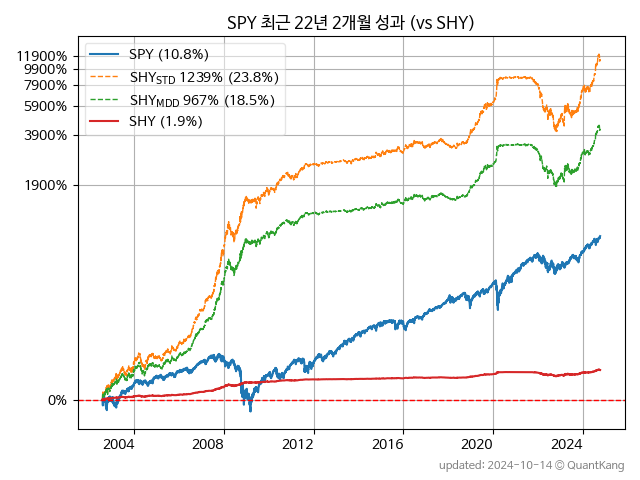 SPY 최근 22년 2개월 성과 (vs SHY)
11900%
9900%
7900%
5900%
3900%
1900%
0%
SPY (10.8%)
SHYSTD 1239% (23.8%)
SHYMDD 967% (18.5%)
SHY (1.9%)
2004 2008 2012 2016 2020 2024
updated: 2024-10-14 © QuantKang